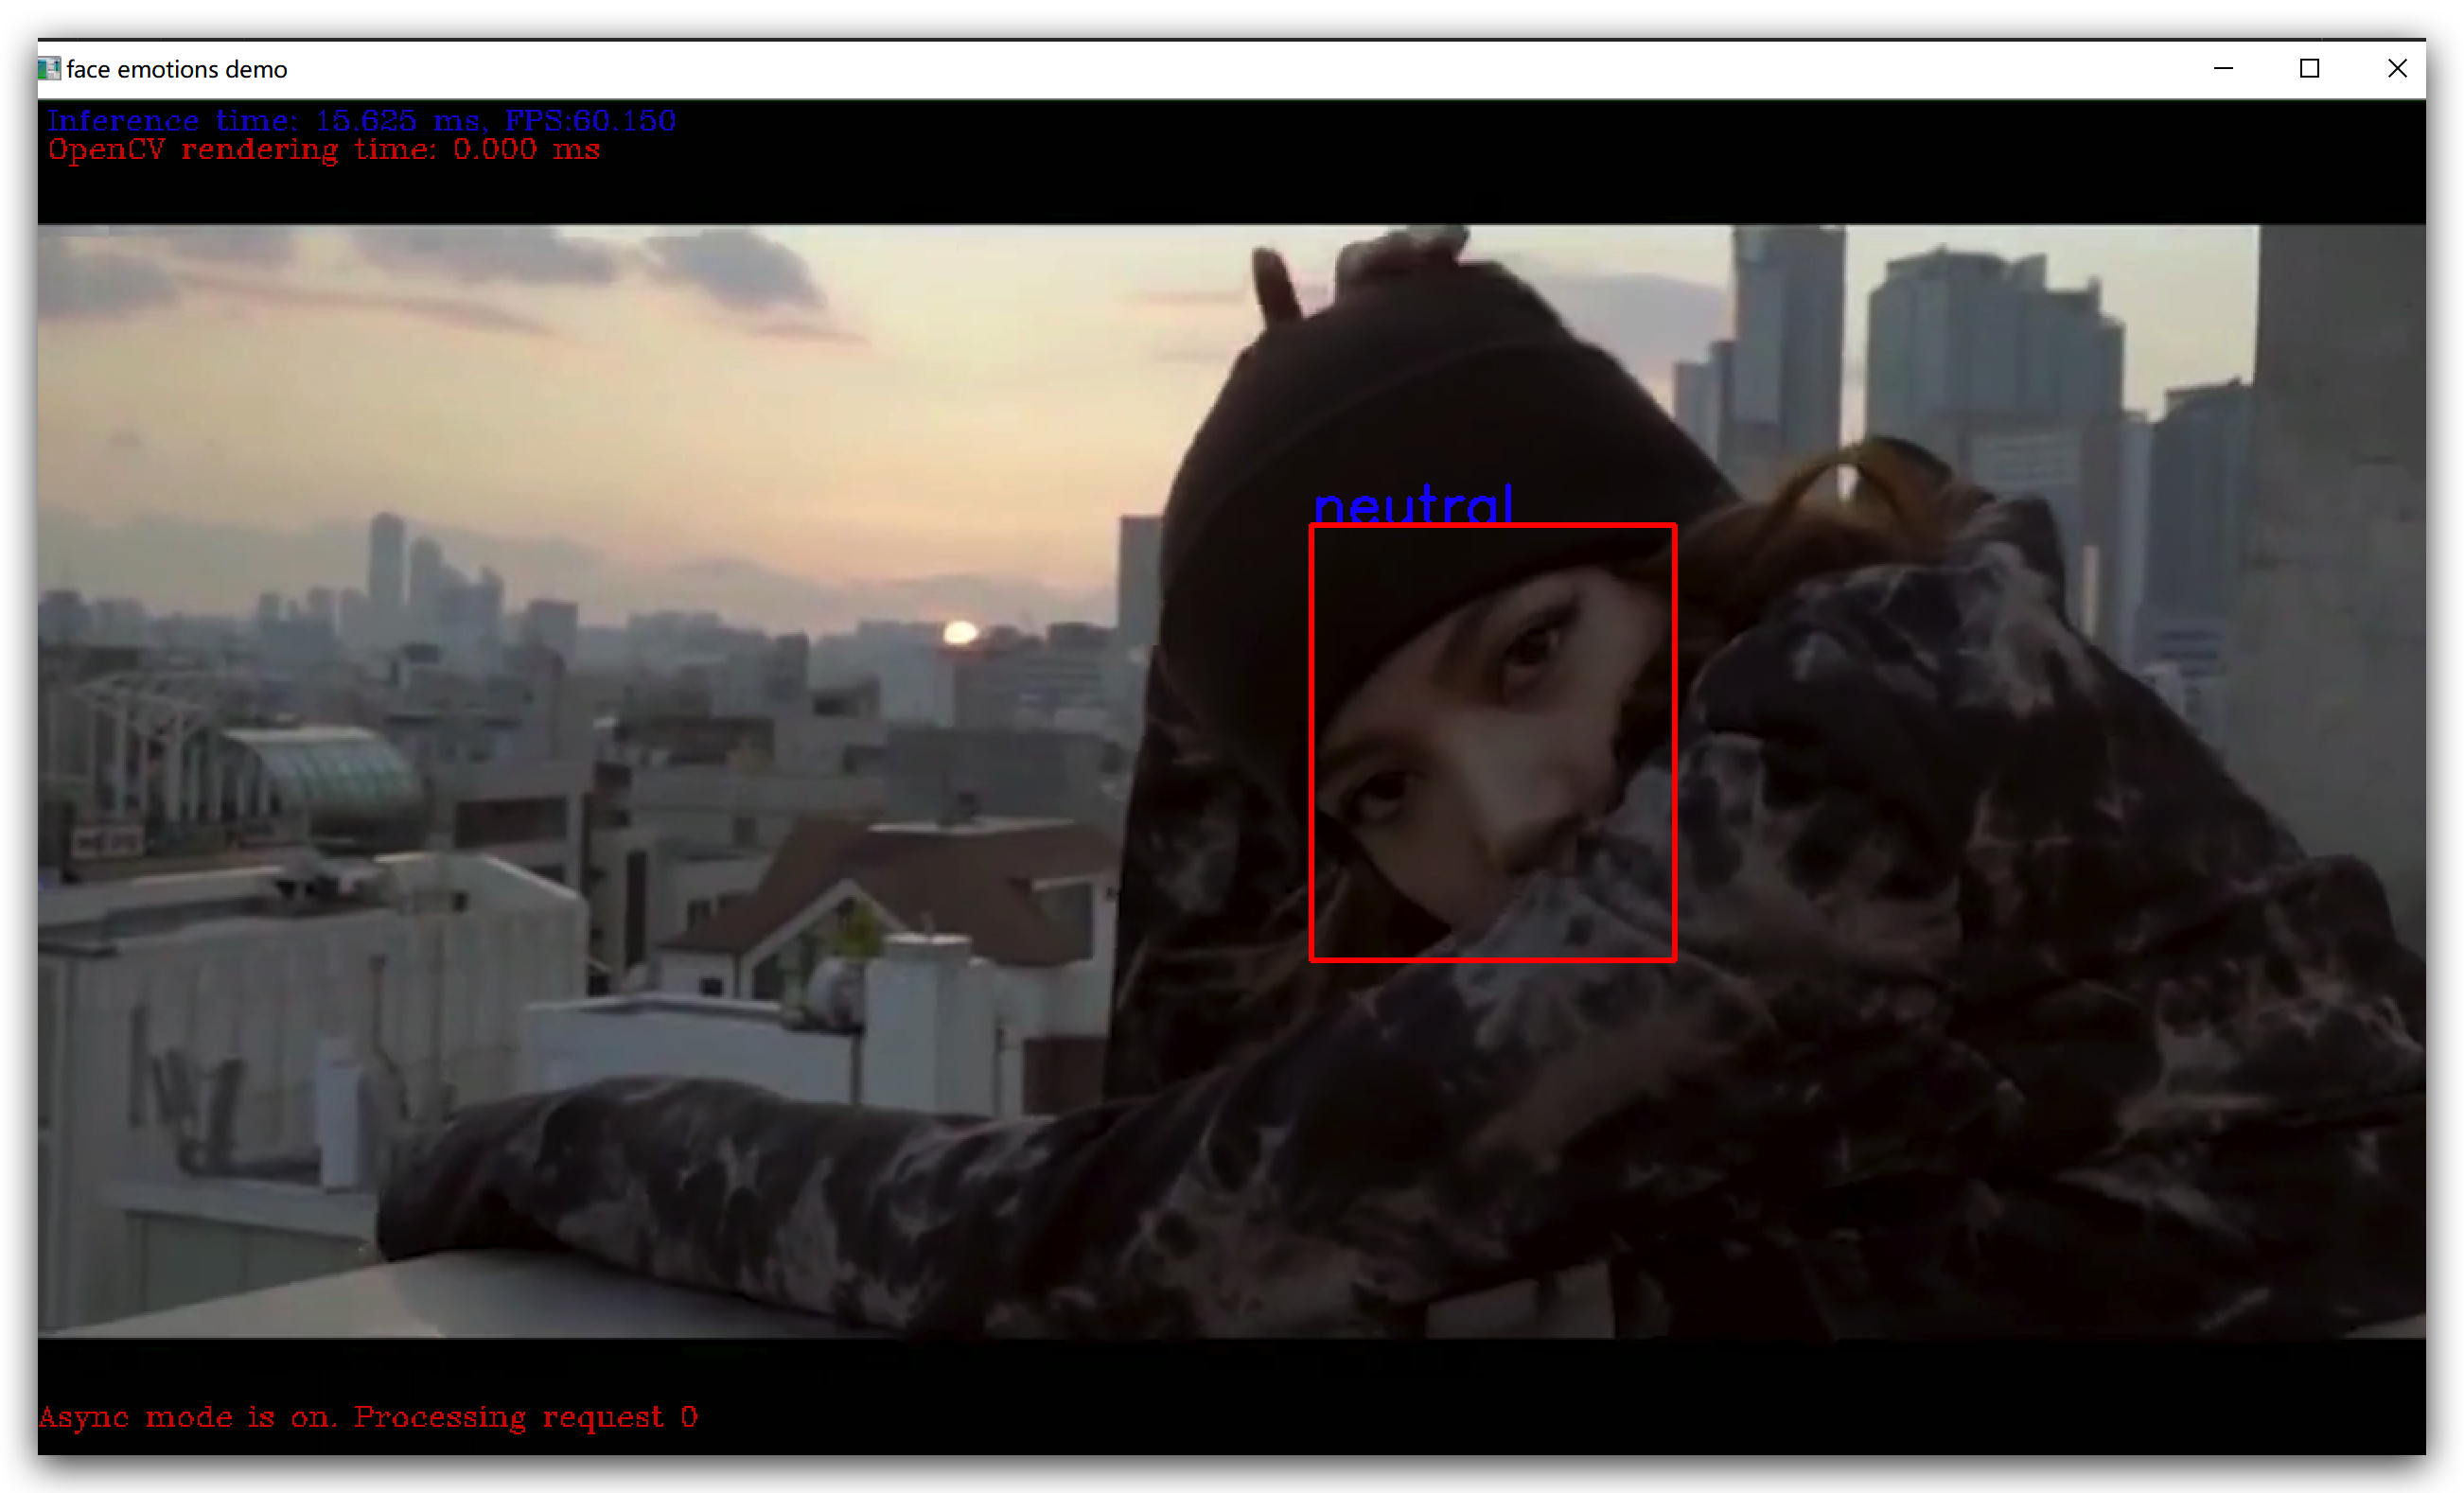 face emotions demo
Inference time: 15.625 ms, FPS:60.150
OpenCV rendering time: 0.000 ms
neutral
Async mode is on. Processing request 0